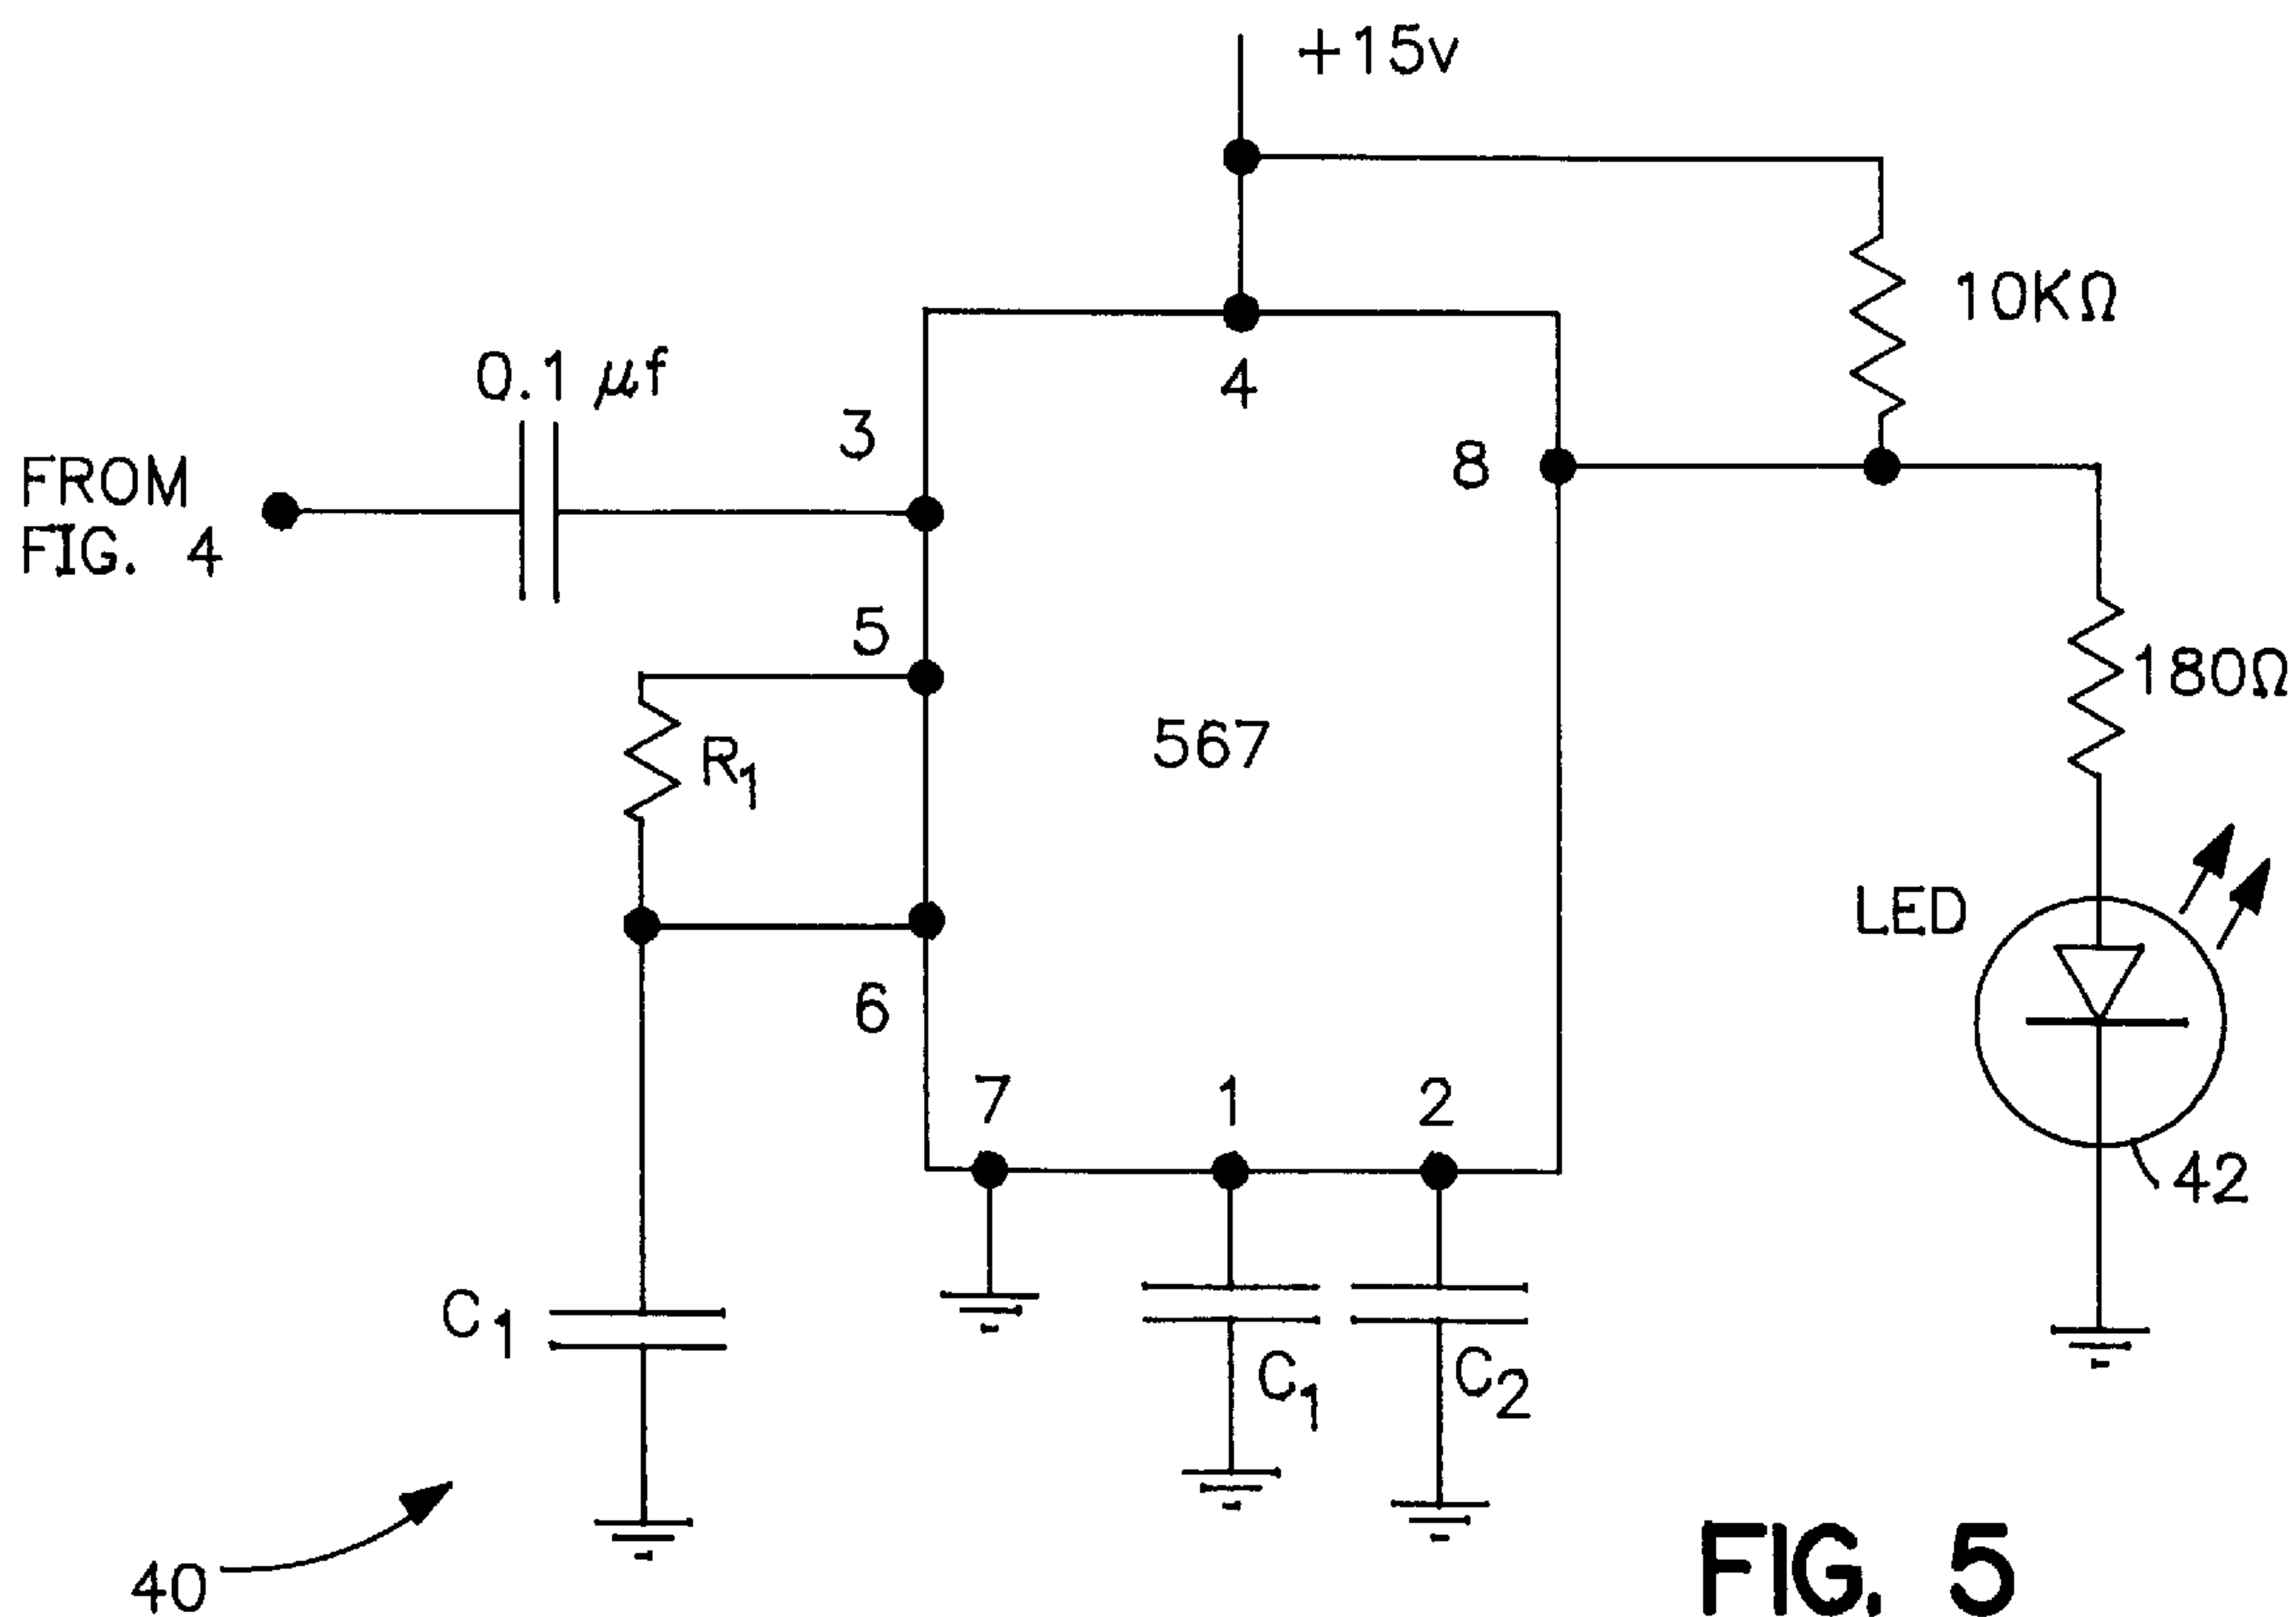 +15v
10KΩ
0.1 μf
3
4
8
FROM
FIG. 4
5
180Ω
567
R1
LED
6
7
1
2
42
C1
C1
C2
40
FIG. 5